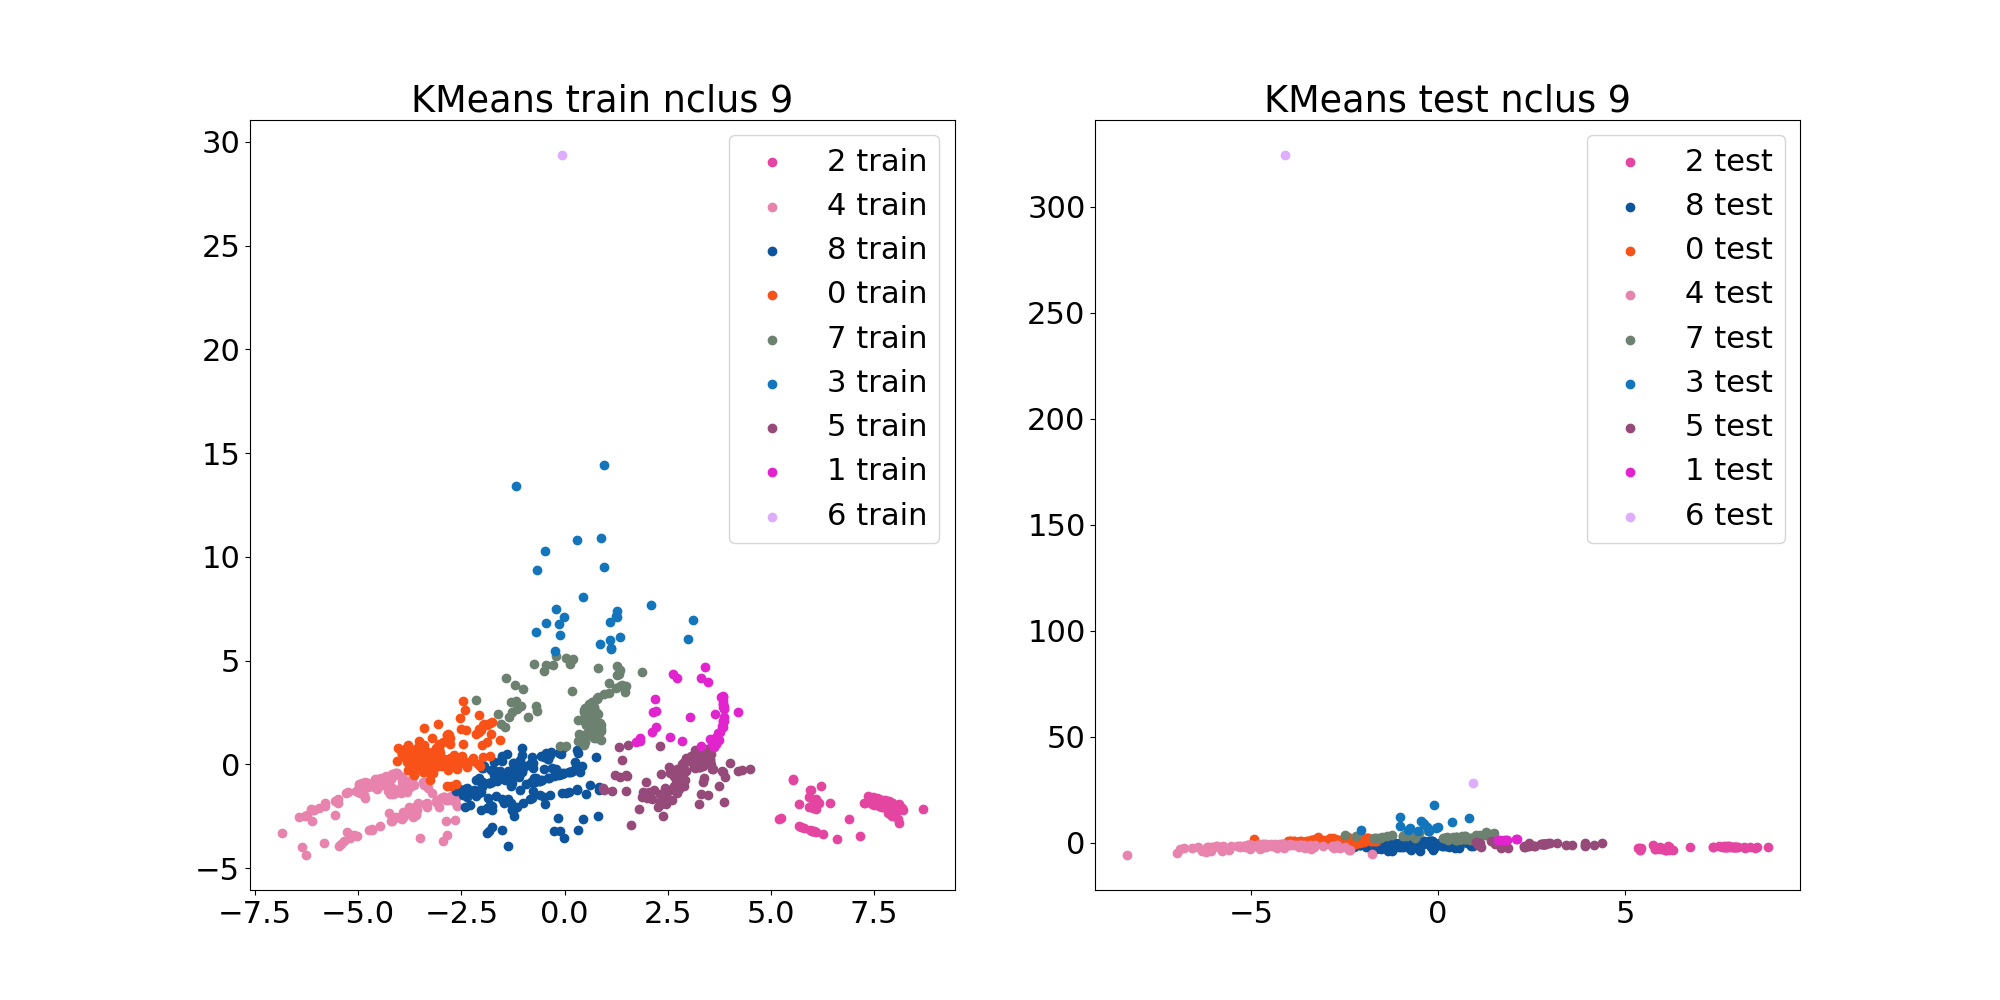 KMeans train nclus 9
30
25
20
15
10
5
0
−5
−7.5 −5.0 −2.5 0.0 2.5 5.0 7.5
2 train
4 train
8 train
0 train
7 train
3 train
5 train
1 train
6 train
KMeans test nclus 9
300
250
200
150
100
50
0
−5 0 5
2 test
8 test
0 test
4 test
7 test
3 test
5 test
1 test
6 test